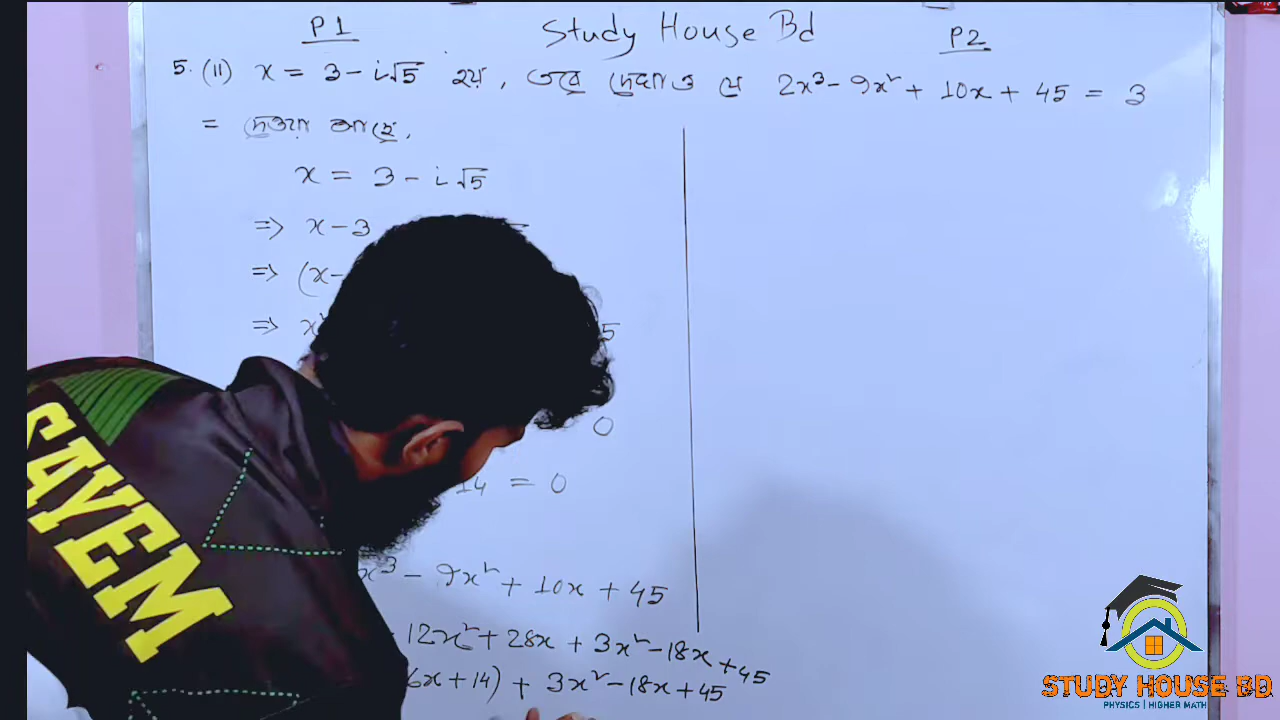 P1 Study House Bd P2
5. (ii) x = 3 - i√5 হয়, তবে দেখাও যে 2x³ - 9x² + 10x + 45 = 3
= দেওয়া আছে,
x = 3 - i√5
⇒ x - 3
⇒ (x -
⇒ x² 5
0
14 = 0
x³ - 9x² + 10x + 45
12x² + 28x + 3x² - 18x + 45
6x + 14) + 3x² - 18x + 45
SAYEM
STUDY HOUSE BD
PHYSICS | HIGHER MATH